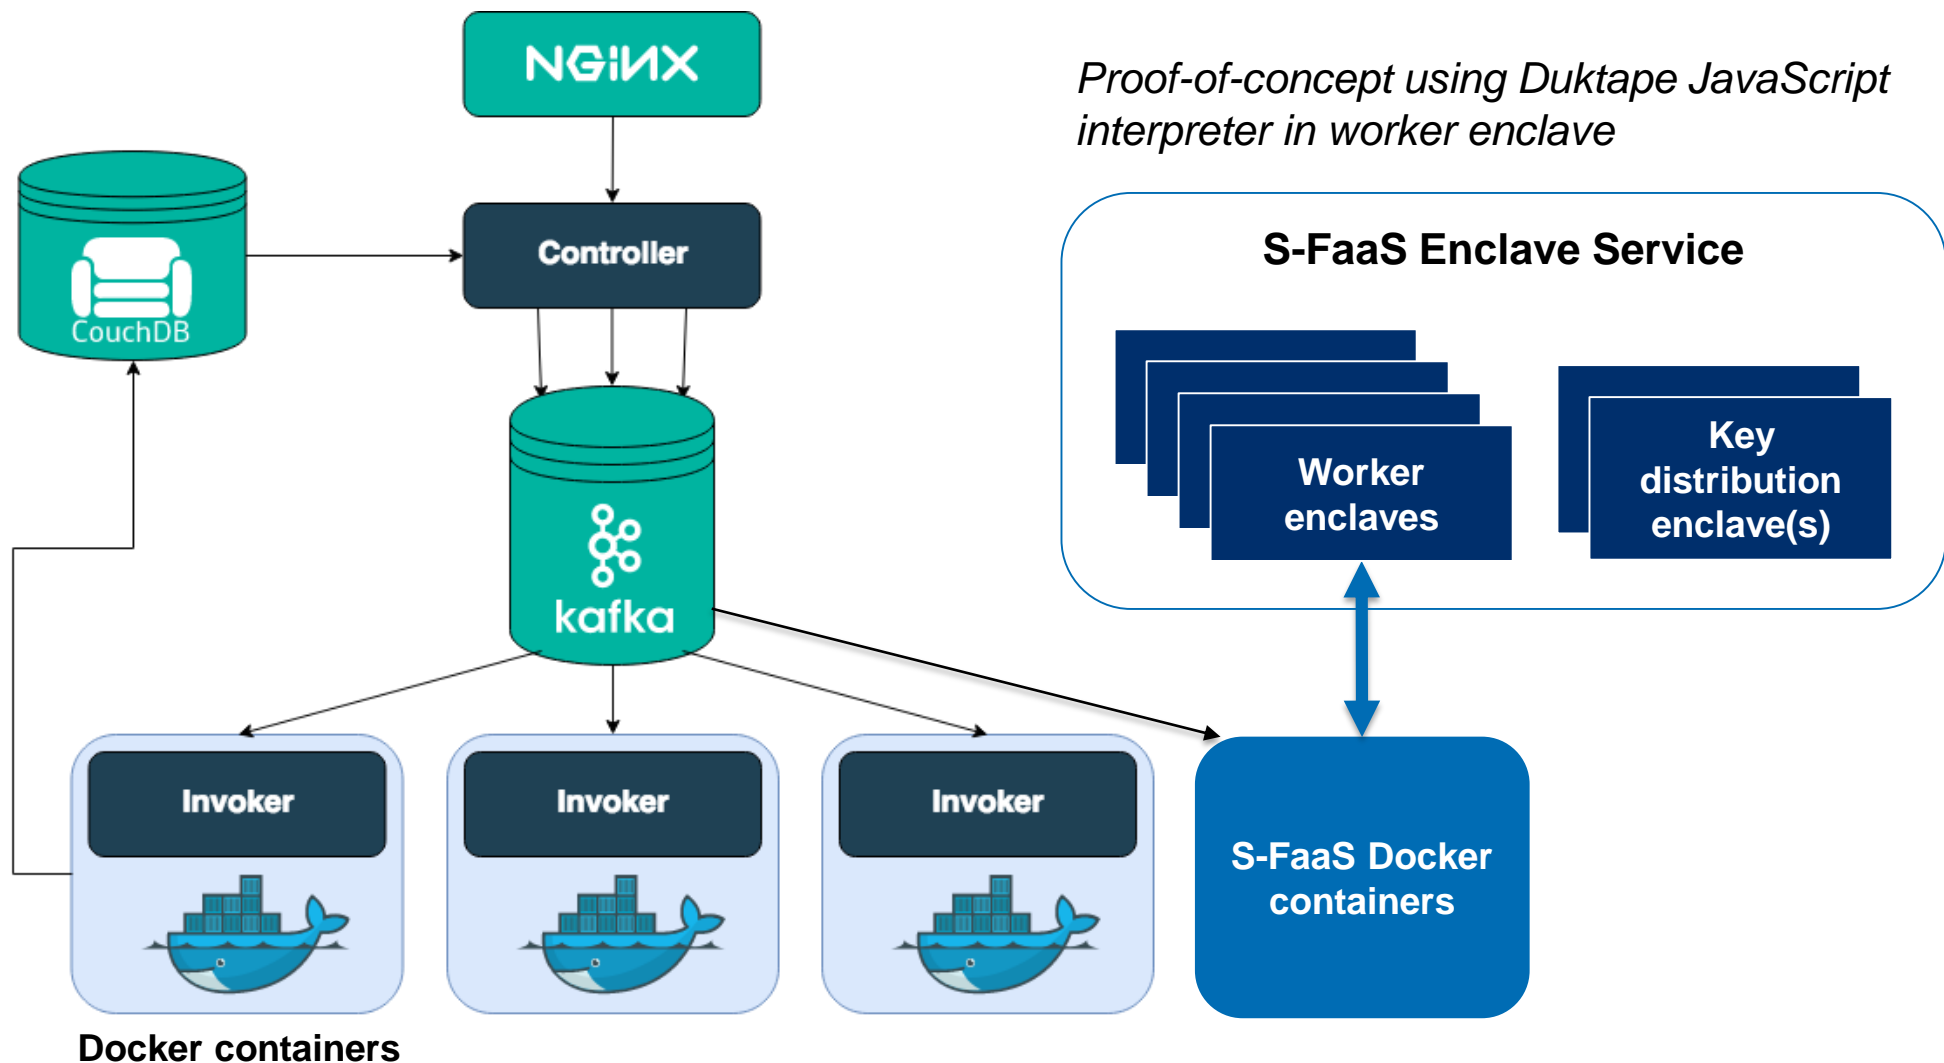 NGINX
Proof-of-concept using Duktape JavaScript
interpreter in worker enclave
S-FaaS Enclave Service
Controller
CouchDB
Worker
enclaves
Key
distribution
enclave(s)
kafka
Invoker
Invoker
Invoker
S-FaaS Docker
containers
Docker containers